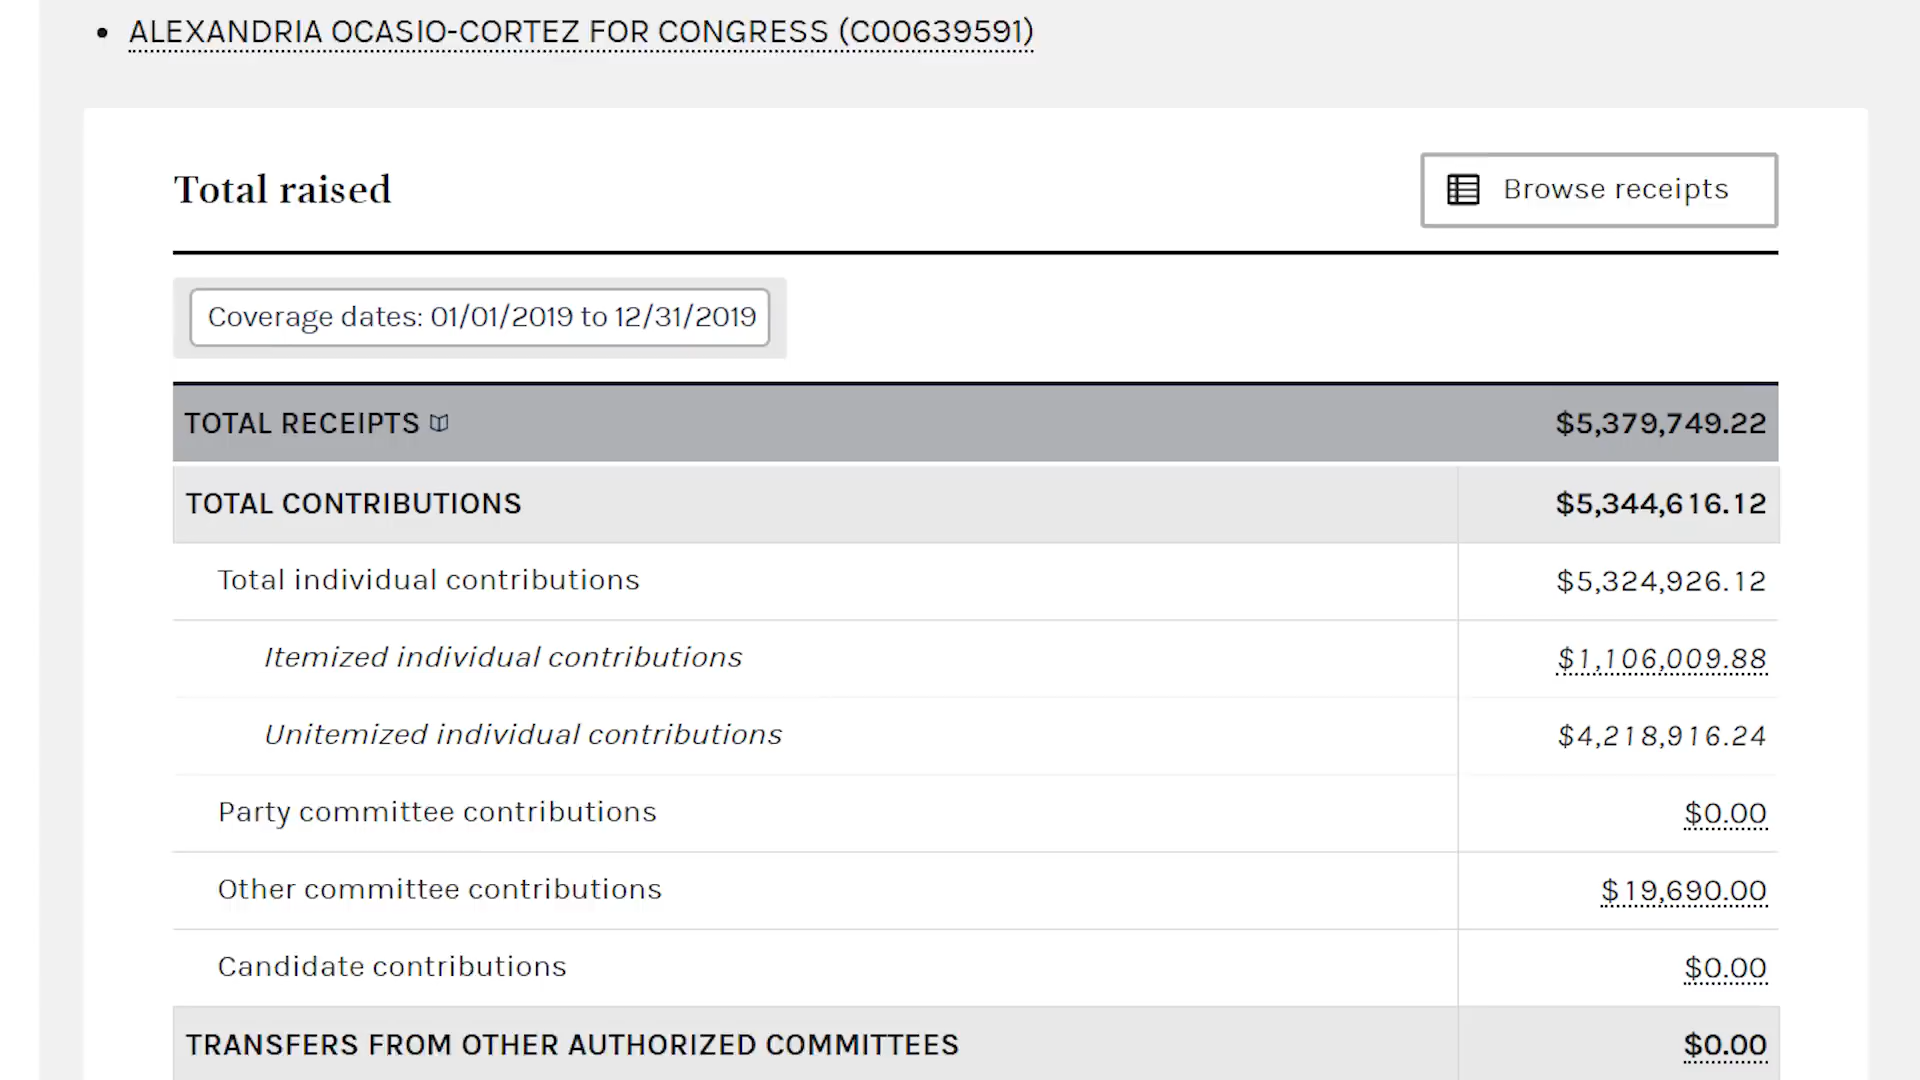 • ALEXANDRIA OCASIO-CORTEZ FOR CONGRESS (C00639591)
Total raised
Browse receipts
Coverage dates: 01/01/2019 to 12/31/2019
TOTAL RECEIPTS $5,379,749.22
TOTAL CONTRIBUTIONS $5,344,616.12
Total individual contributions $5,324,926.12
Itemized individual contributions $1,106,009.88
Unitemized individual contributions $4,218,916.24
Party committee contributions $0.00
Other committee contributions $19,690.00
Candidate contributions $0.00
TRANSFERS FROM OTHER AUTHORIZED COMMITTEES $0.00